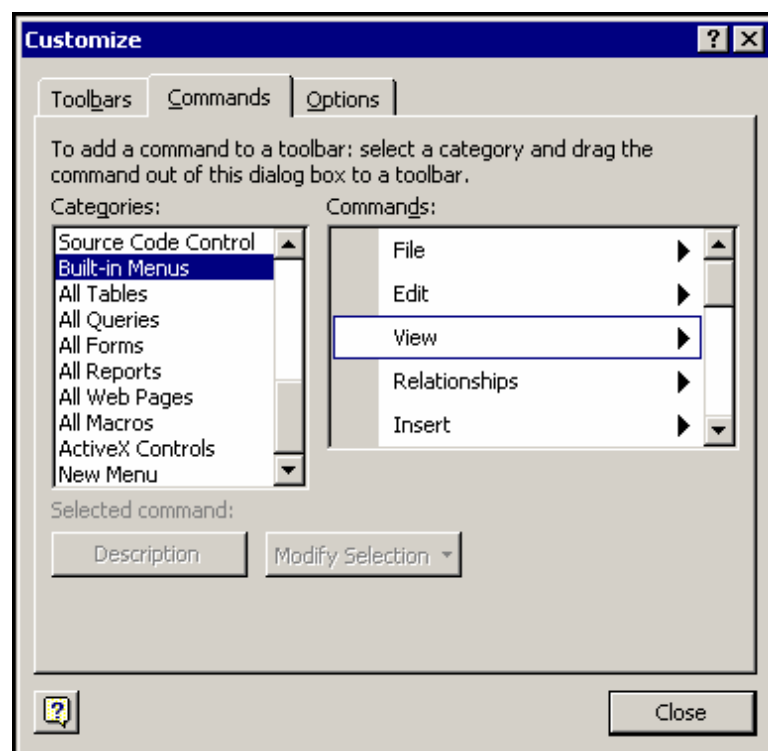 Customize
Toolbars Commands Options
To add a command to a toolbar: select a category and drag the
command out of this dialog box to a toolbar.
Categories:
Commands:
Source Code Control
Built-in Menus
All Tables
All Queries
All Forms
All Reports
All Web Pages
All Macros
ActiveX Controls
New Menu
File
Edit
View
Relationships
Insert
Selected command:
Description Modify Selection
Close